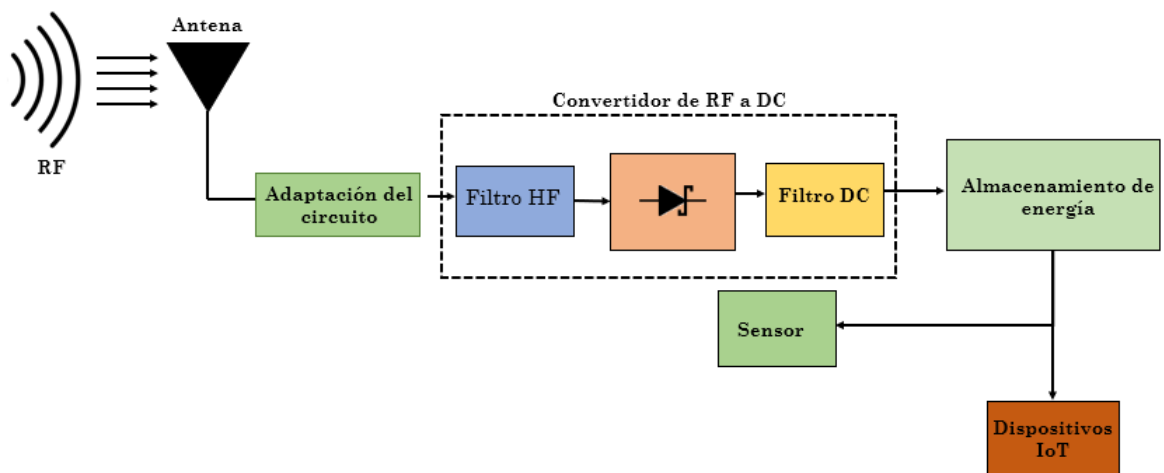 Antena
RF
Adaptación del
circuito
Convertidor de RF a DC
Filtro HF
Filtro DC
Almacenamiento de
energía
Sensor
Dispositivos
IoT